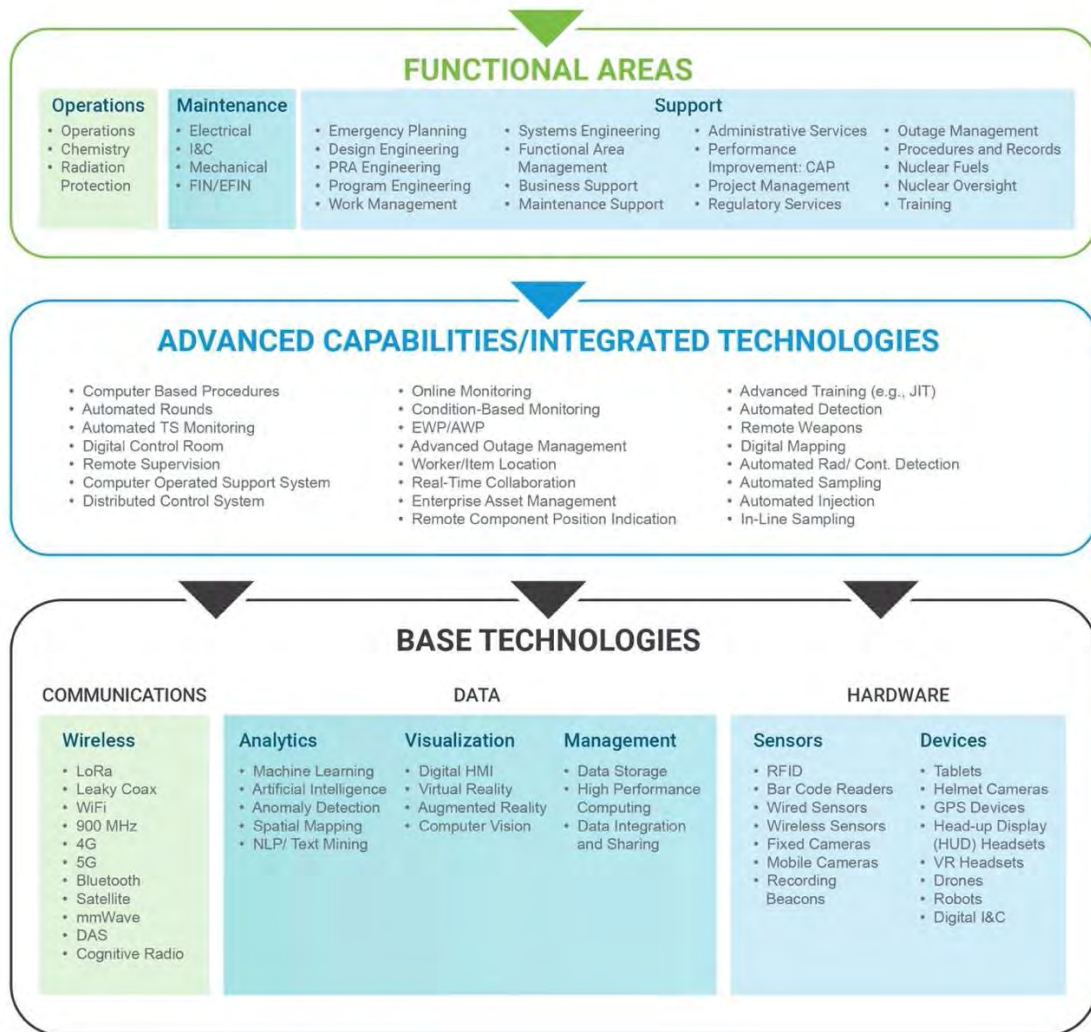 FUNCTIONAL AREAS
Operations
• Operations
• Chemistry
• Radiation
Protection
Maintenance
• Electrical
• I&C
• Mechanical
• FIN/EFIN
Support
• Emergency Planning
• Design Engineering
• PRA Engineering
• Program Engineering
• Work Management
• Systems Engineering
• Functional Area
Management
• Business Support
• Maintenance Support
• Administrative Services
• Performance
Improvement: CAP
• Project Management
• Regulatory Services
• Outage Management
• Procedures and Records
• Nuclear Fuels
• Nuclear Oversight
• Training
ADVANCED CAPABILITIES/INTEGRATED TECHNOLOGIES
• Computer Based Procedures
• Automated Rounds
• Automated TS Monitoring
• Digital Control Room
• Remote Supervision
• Computer Operated Support System
• Distributed Control System
• Online Monitoring
• Condition-Based Monitoring
• EWP/AWP
• Advanced Outage Management
• Worker/Item Location
• Real-Time Collaboration
• Enterprise Asset Management
• Remote Component Position Indication
• Advanced Training (e.g., JIT)
• Automated Detection
• Remote Weapons
• Digital Mapping
• Automated Rad/ Cont. Detection
• Automated Sampling
• Automated Injection
• In-Line Sampling
BASE TECHNOLOGIES
COMMUNICATIONS
Wireless
• LoRa
• Leaky Coax
• WiFi
• 900 MHz
• 4G
• 5G
• Bluetooth
• Satellite
• mmWave
• DAS
• Cognitive Radio
DATA
Analytics
• Machine Learning
• Artificial Intelligence
• Anomaly Detection
• Spatial Mapping
• NLP/ Text Mining
Visualization
• Digital HMI
• Virtual Reality
• Augmented Reality
• Computer Vision
Management
• Data Storage
• High Performance
Computing
• Data Integration
and Sharing
HARDWARE
Sensors
• RFID
• Bar Code Readers
• Wired Sensors
• Wireless Sensors
• Fixed Cameras
• Mobile Cameras
• Recording
Beacons
Devices
• Tablets
• Helmet Cameras
• GPS Devices
• Head-up Display
(HUD) Headsets
• VR Headsets
• Drones
• Robots
• Digital I&C